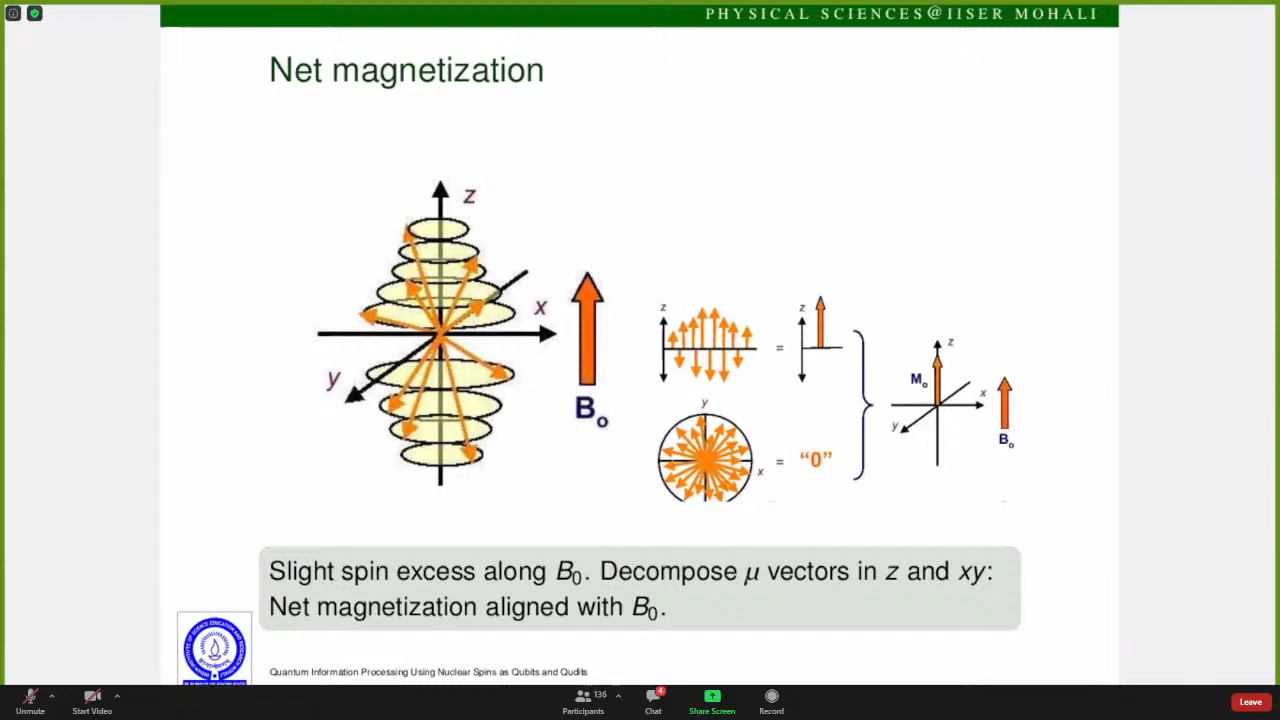 PHYSICAL SCIENCES@IISER MOHALI
Net magnetization
z
x
y
Bo
z
z
=
y
x
=
“0”
z
Mo
x
y
Bo
Slight spin excess along B0. Decompose μ vectors in z and xy:
Net magnetization aligned with B0.
Quantum Information Processing Using Nuclear Spins as Qubits and Qudits
Unmute
Start Video
136
Participants
4
Chat
Share Screen
Record
Leave